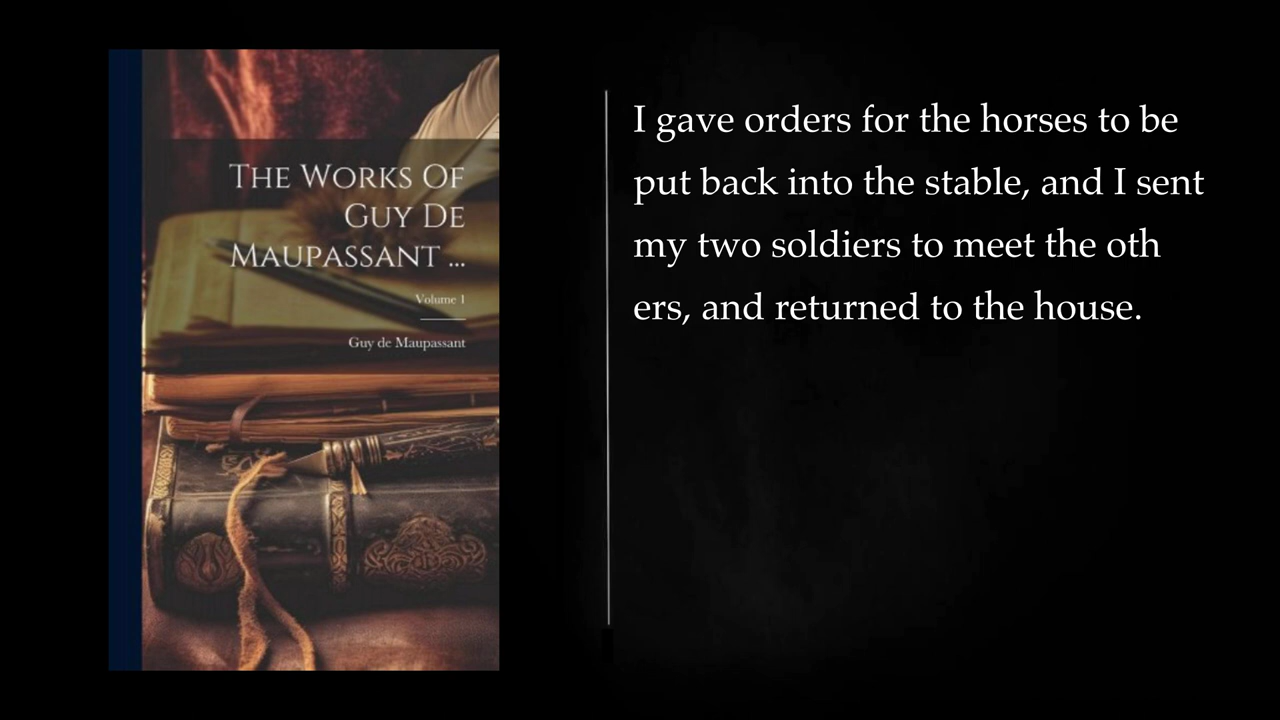 THE WORKS OF
GUY DE
MAUPASSANT ...
Volume 1
Guy de Maupassant
I gave orders for the horses to be
put back into the stable, and I sent
my two soldiers to meet the oth
ers, and returned to the house.